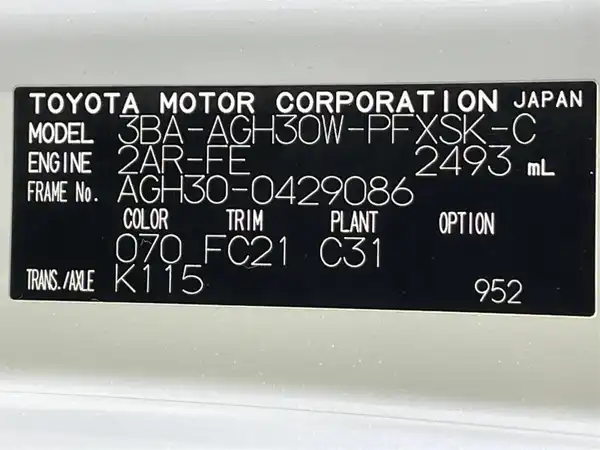 TOYOTA MOTOR CORPORATION JAPAN
MODEL 3BA-AGH30W-PFXSK-C
ENGINE 2AR-FE 2493 mL
FRAME No. AGH30-0429086
COLOR TRIM PLANT OPTION
070 FC21 C31
TRANS./AXLE K115
952